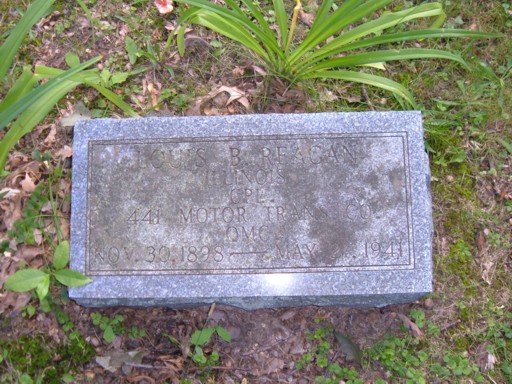 LOUIS B. REAGAN
ILLINOIS
CPL.
441 MOTOR TRANS. CO.
QMC
NOV. 30, 1898 — MAY 1941